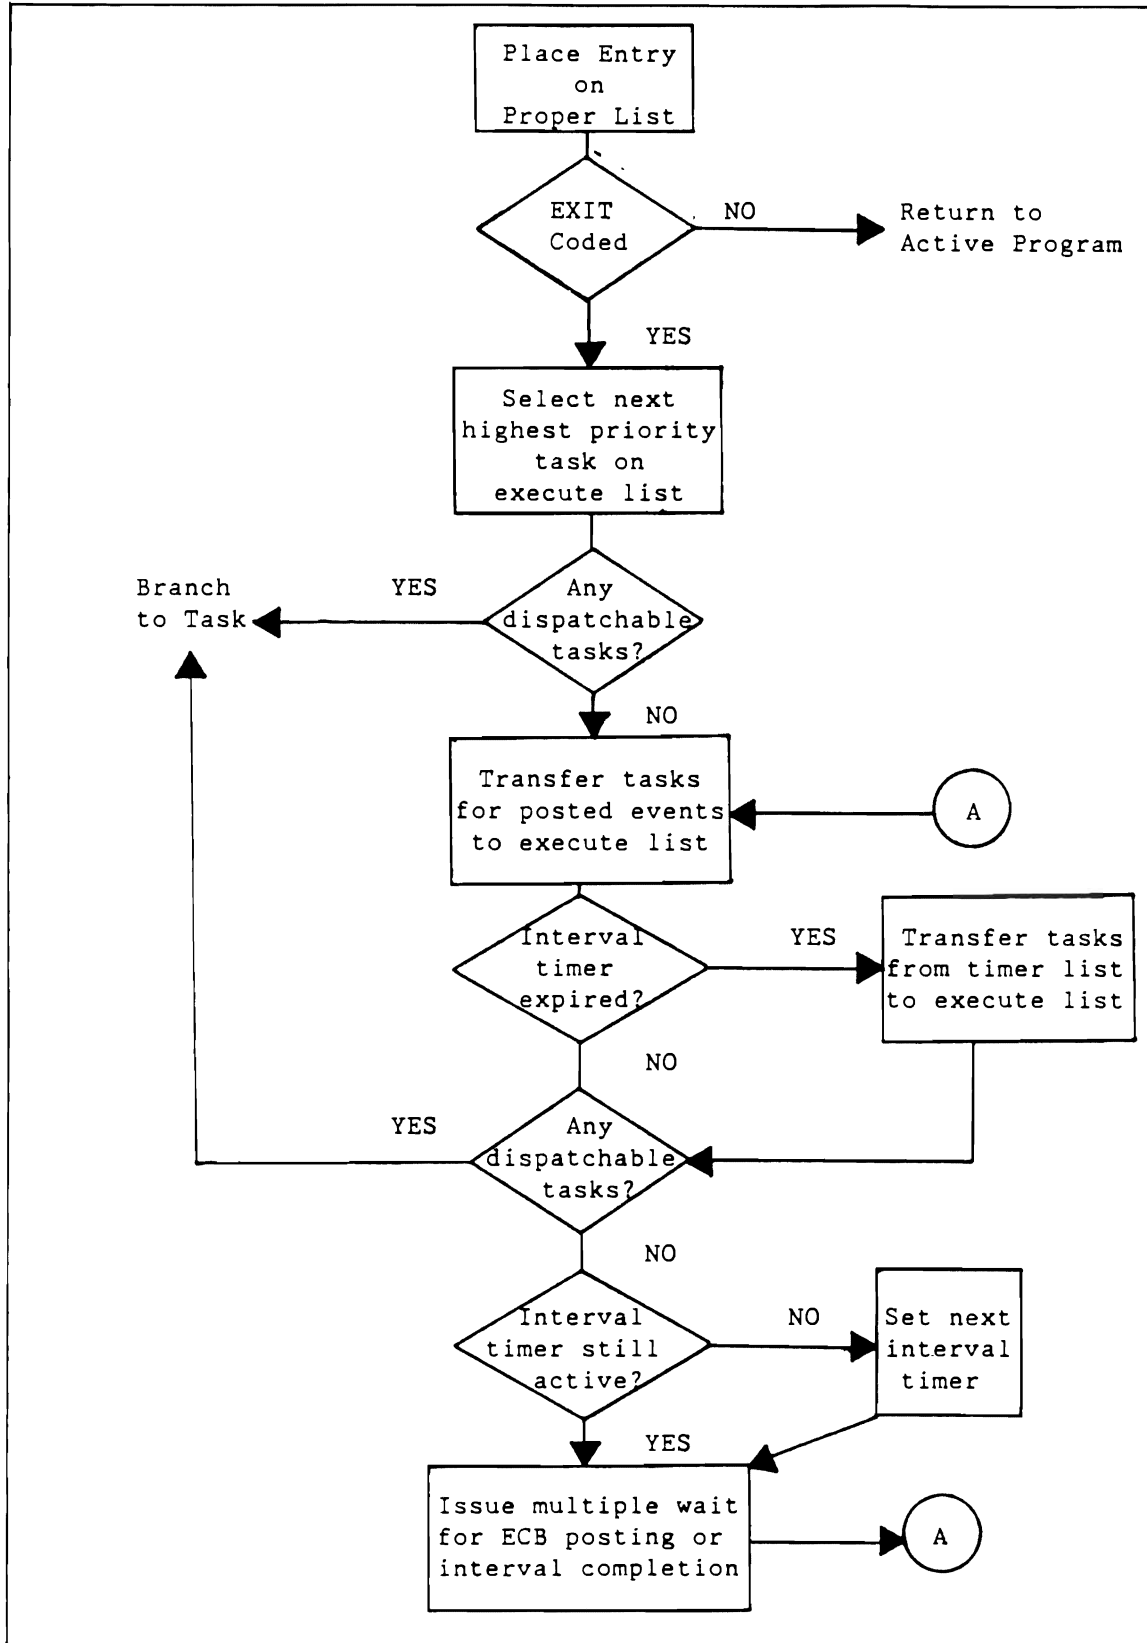 Place Entry
on
Proper List
EXIT
Coded
NO
Return to
Active Program
YES
Select next
highest priority
task on
execute list
Any
dispatchable
tasks?
YES
Branch
to Task
NO
Transfer tasks
for posted events
to execute list
A
Interval
timer
expired?
YES
Transfer tasks
from timer list
to execute list
NO
Any
dispatchable
tasks?
YES
NO
Interval
timer still
active?
NO
Set next
interval
timer
YES
Issue multiple wait
for ECB posting or
interval completion
A